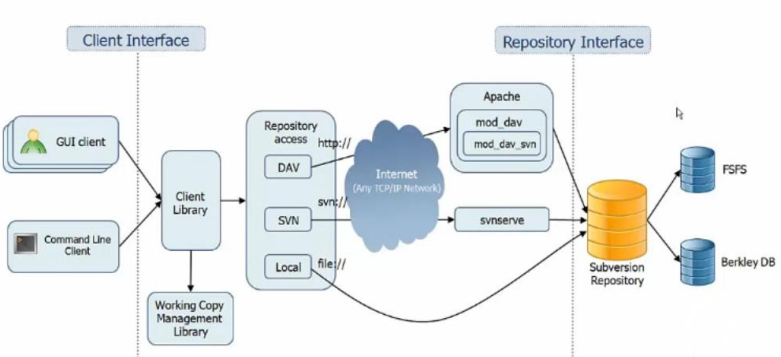 Client Interface
Repository Interface
GUI client
Command Line
Client
Client
Library
Working Copy
Management
Library
Repository
access
DAV
SVN
Local
http://
svn://
file://
Internet
(Any TCP/IP Network)
Apache
mod_dav
mod_dav_svn
svnserve
Subversion
Repository
FSFS
Berkley DB